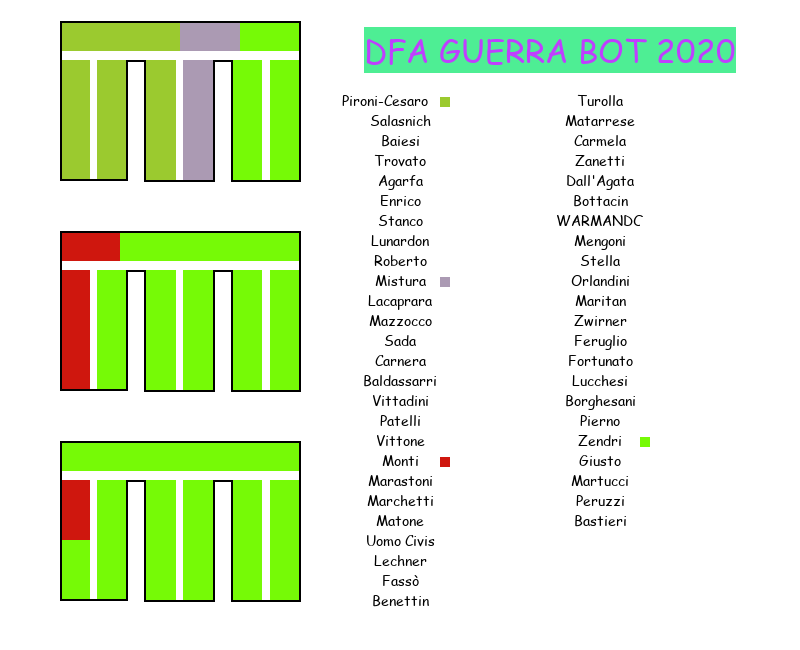 DFA GUERRA BOT 2020
Pironi-Cesaro
Salasnich
Baiesi
Trovato
Agarfa
Enrico
Stanco
Lunardon
Roberto
Mistura
Lacaprara
Mazzocco
Sada
Carnera
Baldassarri
Vittadini
Patelli
Vittone
Monti
Marastoni
Marchetti
Matone
Uomo Civis
Lechner
Fassò
Benettin
Turolla
Matarrese
Carmela
Zanetti
Dall'Agata
Bottacin
WARMANDC
Mengoni
Stella
Orlandini
Maritan
Zwirner
Feruglio
Fortunato
Lucchesi
Borghesani
Pierno
Zendri
Giusto
Martucci
Peruzzi
Bastieri